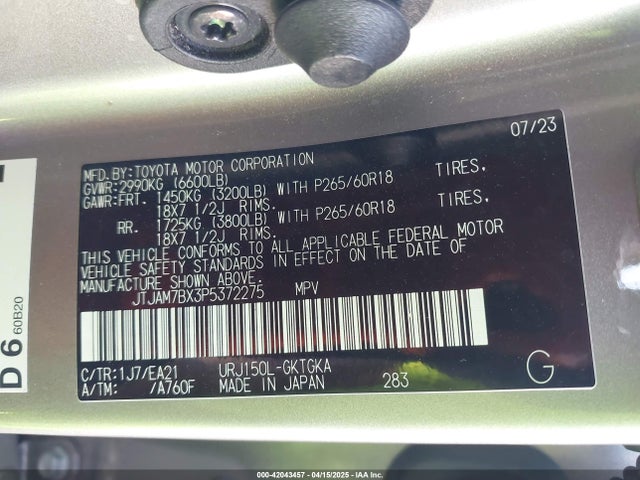 07/23
MFD. BY: TOYOTA MOTOR CORPORATION
GVWR: 2990KG (6600LB)
GAWR: FRT. 1450KG (3200LB) WITH P265/60R18 TIRES,
18X7 1/2J RIMS.
RR. 1725KG (3800LB) WITH P265/60R18 TIRES,
18X7 1/2J RIMS.
THIS VEHICLE CONFORMS TO ALL APPLICABLE FEDERAL MOTOR
VEHICLE SAFETY STANDARDS IN EFFECT ON THE DATE OF
MANUFACTURE SHOWN ABOVE.
JTJAM7BX3P5372275 MPV
C/TR: 1J7/EA21 URJ150L-GKTGKA
A/TM: /A760F MADE IN JAPAN 283 G
D 6 60B20
000-42043457 - 04/15/2025 - IAA Inc.